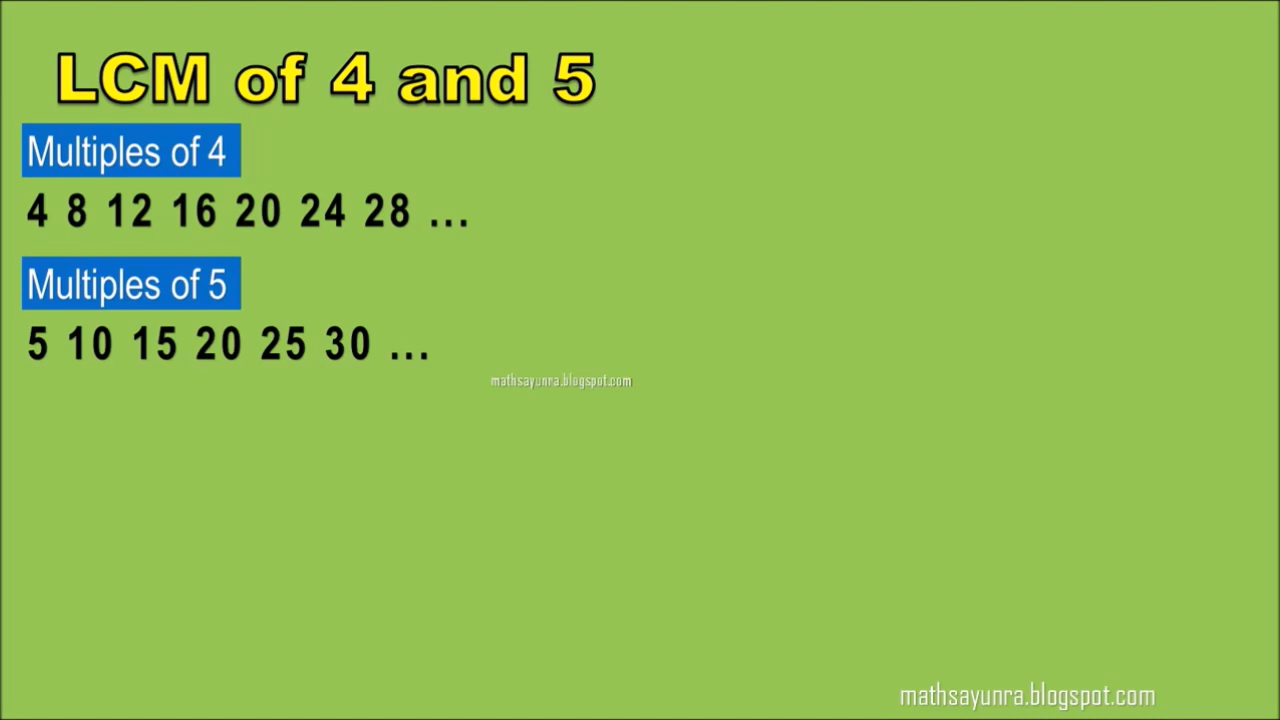 LCM of 4 and 5
Multiples of 4
4 8 12 16 20 24 28 ...
Multiples of 5
5 10 15 20 25 30 ...
mathsayunra.blogspot.com
mathsayunra.blogspot.com